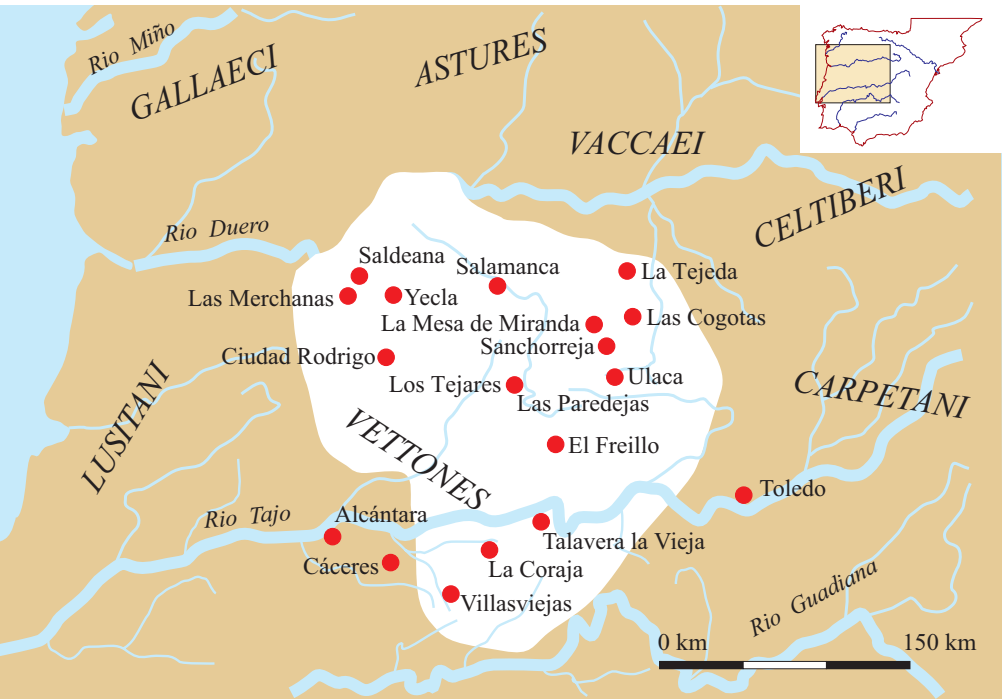 Rio Miño
GALLAECI
ASTURES
VACCAEI
CELTIBERI
Rio Duero
Saldeana
Salamanca
La Tejeda
Las Merchanas
Yecla
La Mesa de Miranda
Las Cogotas
Sanchorreja
Ciudad Rodrigo
Los Tejares
Ulaca
Las Paredejas
CARPETANI
LUSITANI
VETTONES
El Freillo
Toledo
Rio Tajo
Alcántara
Talavera la Vieja
Cáceres
La Coraja
Villasviejas
Rio Guadiana
0 km
150 km